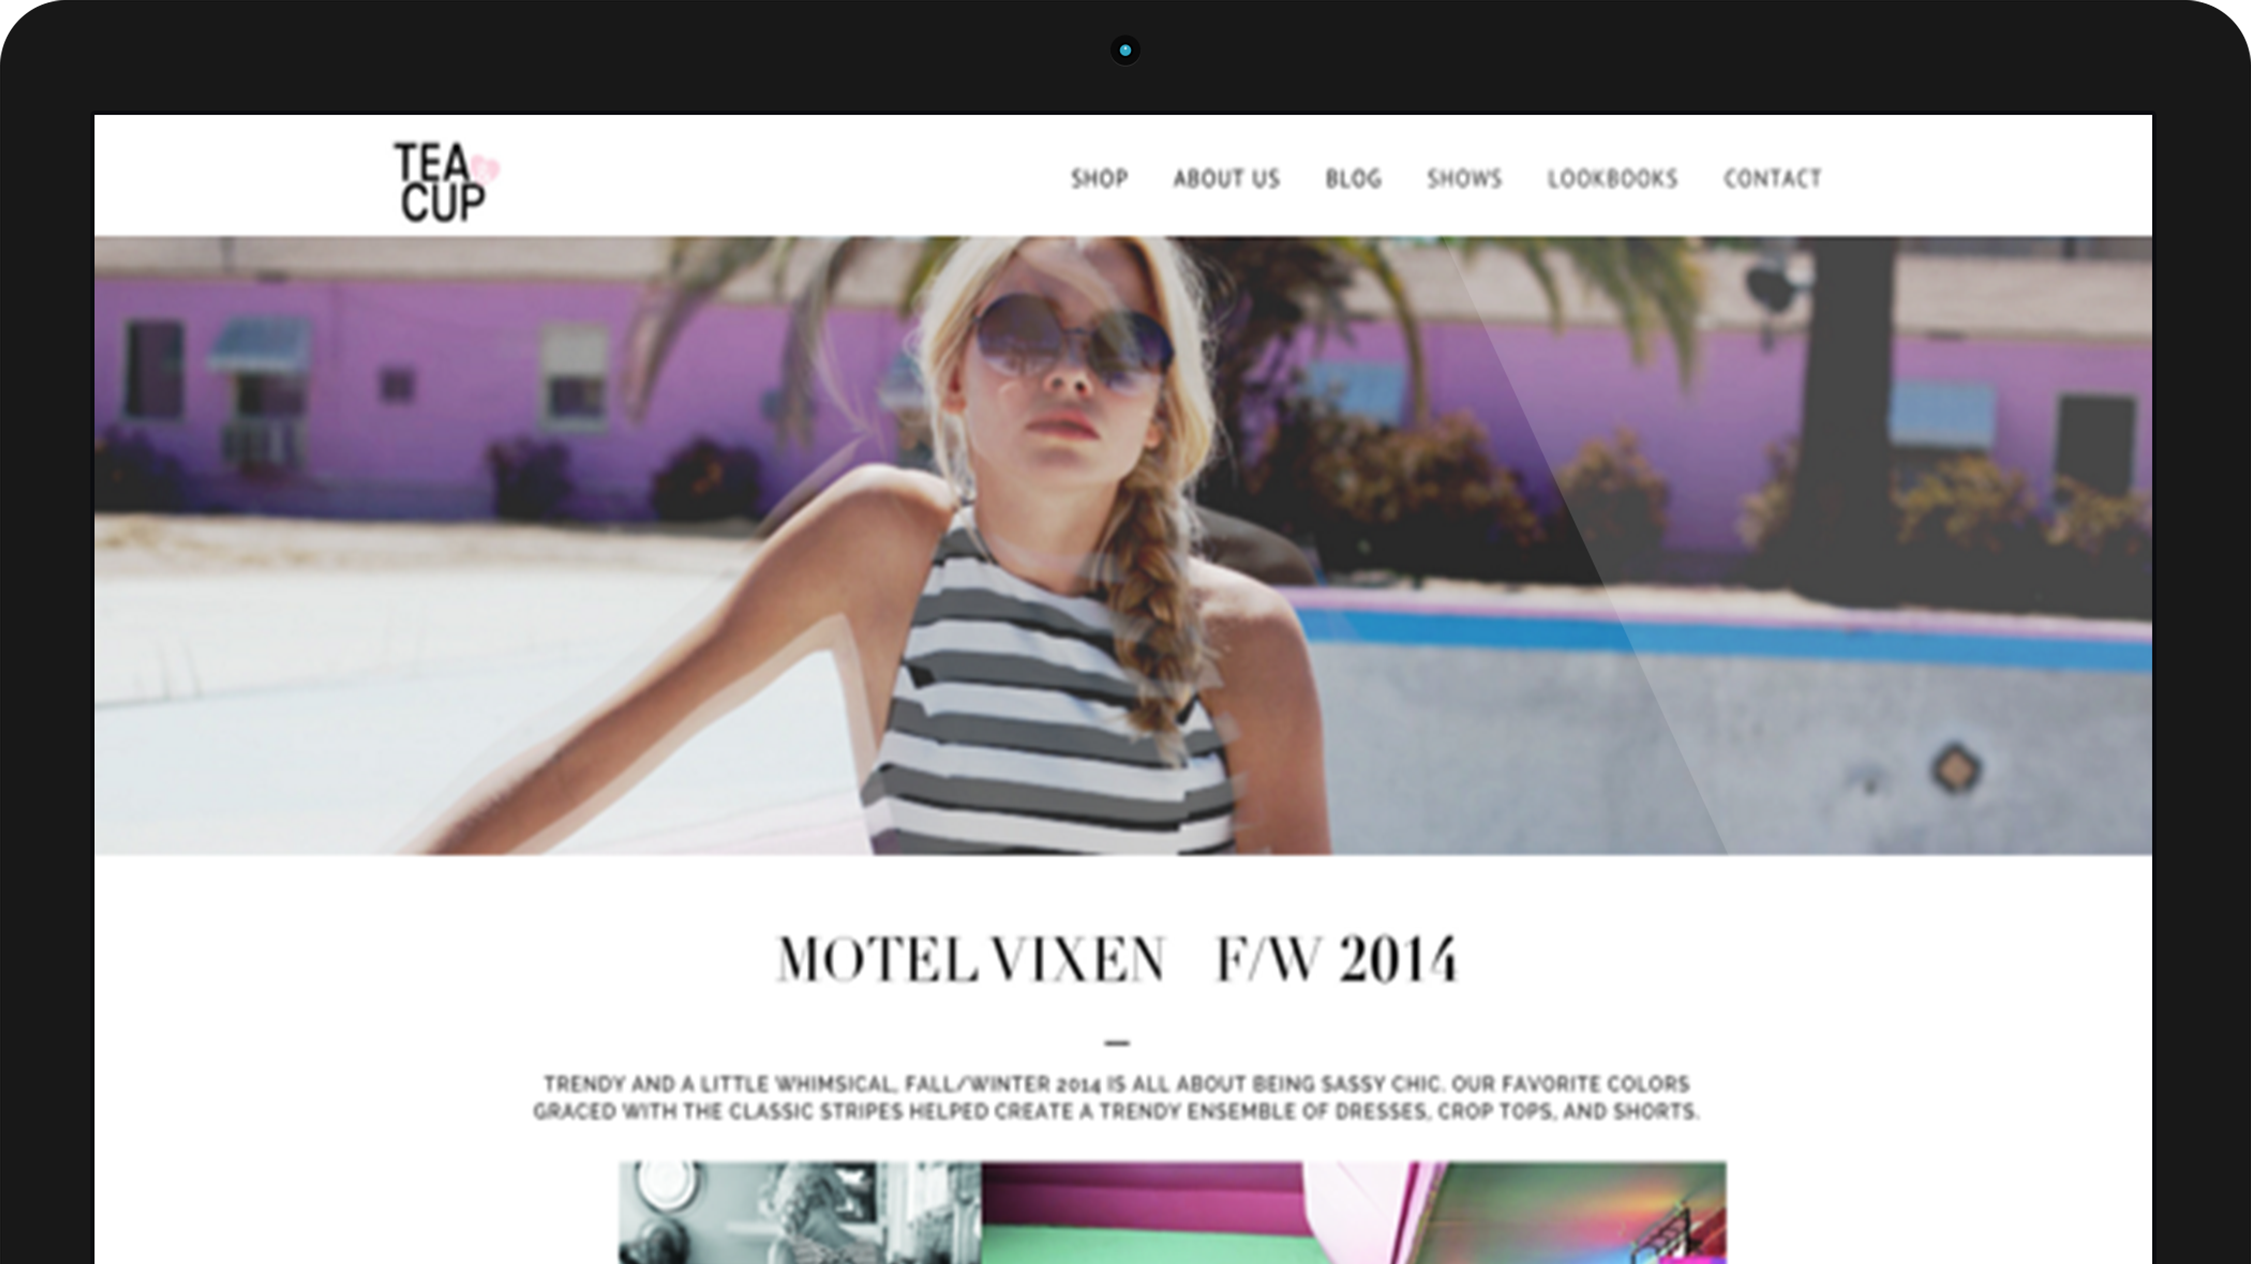 TEA &
CUP
SHOP ABOUT US BLOG SHOWS LOOKBOOKS CONTACT
MOTEL VIXEN F/W 2014
TRENDY AND A LITTLE WHIMSICAL, FALL/WINTER 2014 IS ALL ABOUT BEING SASSY CHIC. OUR FAVORITE COLORS
GRACED WITH THE CLASSIC STRIPES HELPED CREATE A TRENDY ENSEMBLE OF DRESSES, CROP TOPS, AND SHORTS.